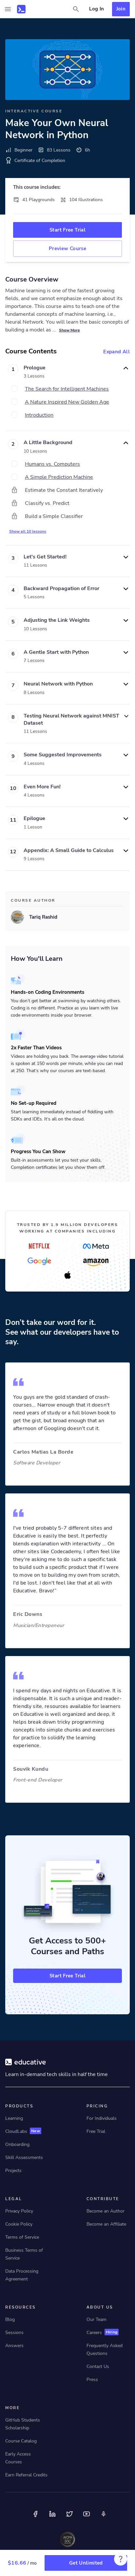 Log In
Join
INTERACTIVE COURSE
Make Your Own Neural
Network in Python
Beginner
83 Lessons
6h
Certificate of Completion
This course includes:
41 Playgrounds
104 Illustrations
Start Free Trial
Preview Course
Course Overview
Machine learning is one of the fastest growing
fields, and we cannot emphasize enough about its
importance. This course aims to teach one of the
fundamental concepts of machine learning, i.e.,
Neural Network. You will learn the basic concepts of
building a model as ... Show More
Course Contents
Expand All
1
Prologue
3 Lessons
The Search for Intelligent Machines
A Nature Inspired New Golden Age
Introduction
2
A Little Background
10 Lessons
Humans vs. Computers
A Simple Prediction Machine
Estimate the Constant Iteratively
Classify vs. Predict
Build a Simple Classifier
Show all 10 lessons
3
Let's Get Started!
11 Lessons
4
Backward Propagation of Error
5 Lessons
5
Adjusting the Link Weights
10 Lessons
6
A Gentle Start with Python
7 Lessons
7
Neural Network with Python
8 Lessons
8
Testing Neural Network against MNIST
Dataset
11 Lessons
9
Some Suggested Improvements
4 Lessons
10
Even More Fun!
4 Lessons
11
Epilogue
1 Lesson
12
Appendix: A Small Guide to Calculus
9 Lessons
COURSE AUTHOR
Tariq Rashid
How You'll Learn
Hands-on Coding Environments
You don't get better at swimming by watching others.
Coding is no different. Practice as you learn with live
code environments inside your browser.
2x Faster Than Videos
Videos are holding you back. The average video tutorial
is spoken at 150 words per minute, while you can read
at 250. That's why our courses are text-based.
No Set-up Required
Start learning immediately instead of fiddling with
SDKs and IDEs. It's all on the cloud.
Progress You Can Show
Built in assessments let you test your skills.
Completion certificates let you show them off.
TRUSTED BY 1.9 MILLION DEVELOPERS
WORKING AT COMPANIES INCLUDING
NETFLIX
Meta
Google
amazon
Don't take our word for it.
See what our developers have to
say.
You guys are the gold standard of crash-
courses... Narrow enough that it doesn't
need years of study or a full blown book to
get the gist, but broad enough that an
afternoon of Googling doesn't cut it.
Carlos Matias La Borde
Software Developer
I've tried probably 5-7 different sites and
Educative is so much the best. It perfectly
blends explanation with interactivity. ... On
other sites like Codecademy, I often feel like
they're asking me to do such a specific task
that I'm almost typing what they say without
thinking. If I try to build my own from scratch,
I'd be lost. I don't feel like that at all with
Educative. Bravo!"
Eric Downs
Musician/Entrepeneur
I spend my days and nights on Educative. It is
indispensable. It is such a unique and
reader-friendly site. The way each course is
designed to help break down complex
concepts into simple chunks and exercises
for practice to solidify the learning
experience.
Souvik Kundu
Front-end Developer
Get Access to 500+
Courses and Paths
Start Free Trial
educative
Learn in-demand tech skills in half the time
PRODUCTS
Learning
CloudLabs New
Onboarding
Skill Assessments
Projects
PRICING
For Individuals
Free Trial
LEGAL
Privacy Policy
Cookie Policy
Terms of Service
Business Terms of
Service
Data Processing
Agreement
CONTRIBUTE
Become an Author
Become an Affiliate
RESOURCES
Blog
Sessions
Answers
ABOUT US
Our Team
Careers Hiring
Frequently Asked
Questions
Contact Us
Press
MORE
GitHub Students
Scholarship
Course Catalog
Early Access
Courses
Earn Referral Credits
$16.66 / mo
Get Unlimited
?